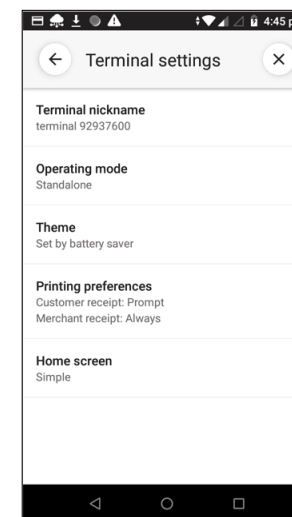 4:45 p
Terminal settings
Terminal nickname
terminal 92937600
Operating mode
Standalone
Theme
Set by battery saver
Printing preferences
Customer receipt: Prompt
Merchant receipt: Always
Home screen
Simple